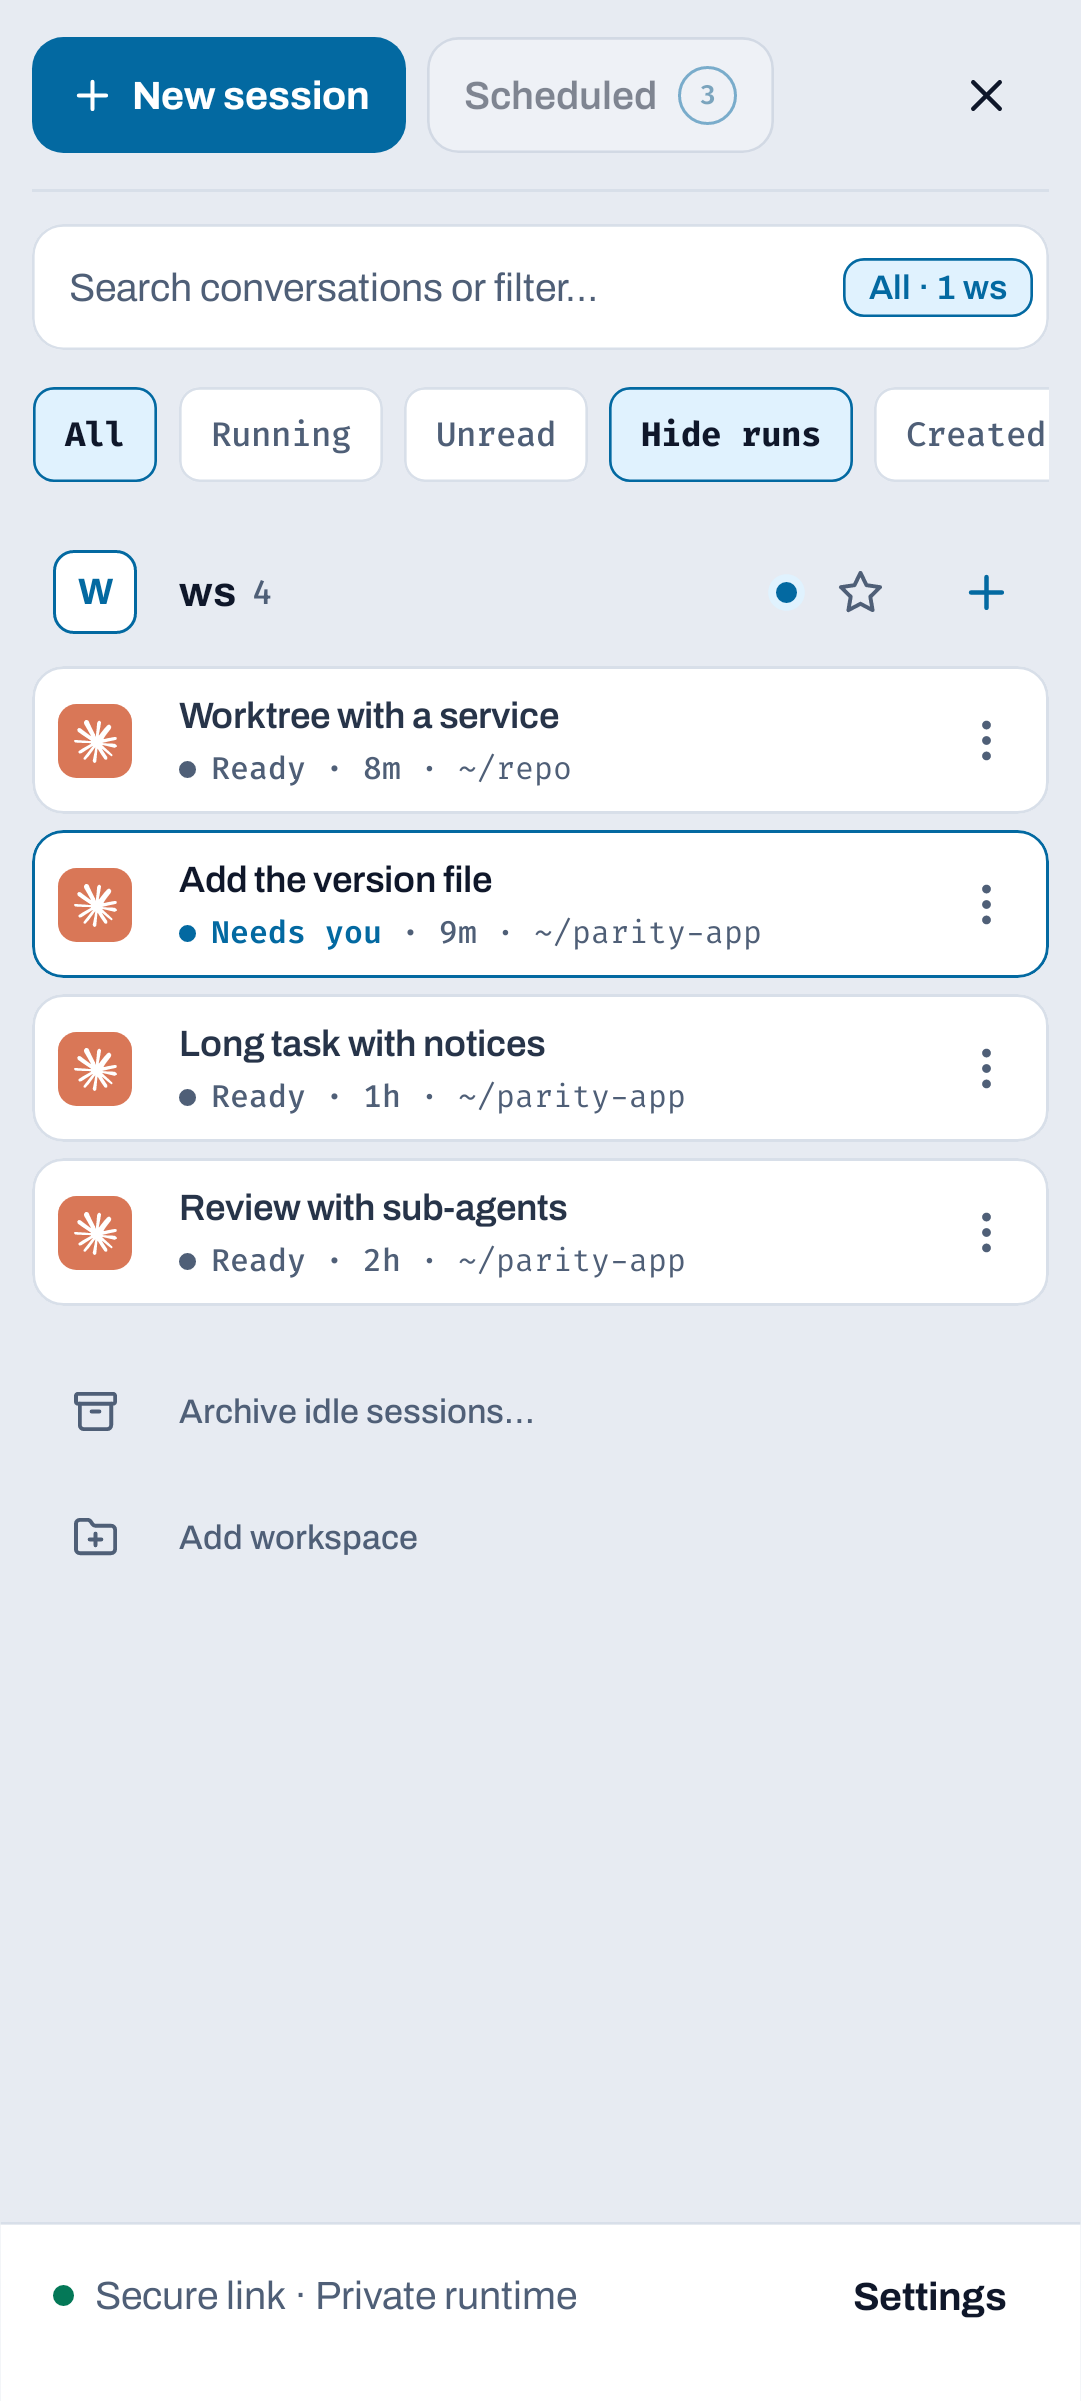 New session
Scheduled 3
Search conversations or filter...
All · 1 ws
All Running Unread Hide runs Created
W ws 4
Worktree with a service
Ready · 8m · ~/repo
Add the version file
Needs you · 9m · ~/parity-app
Long task with notices
Ready · 1h · ~/parity-app
Review with sub-agents
Ready · 2h · ~/parity-app
Archive idle sessions...
Add workspace
Secure link · Private runtime
Settings